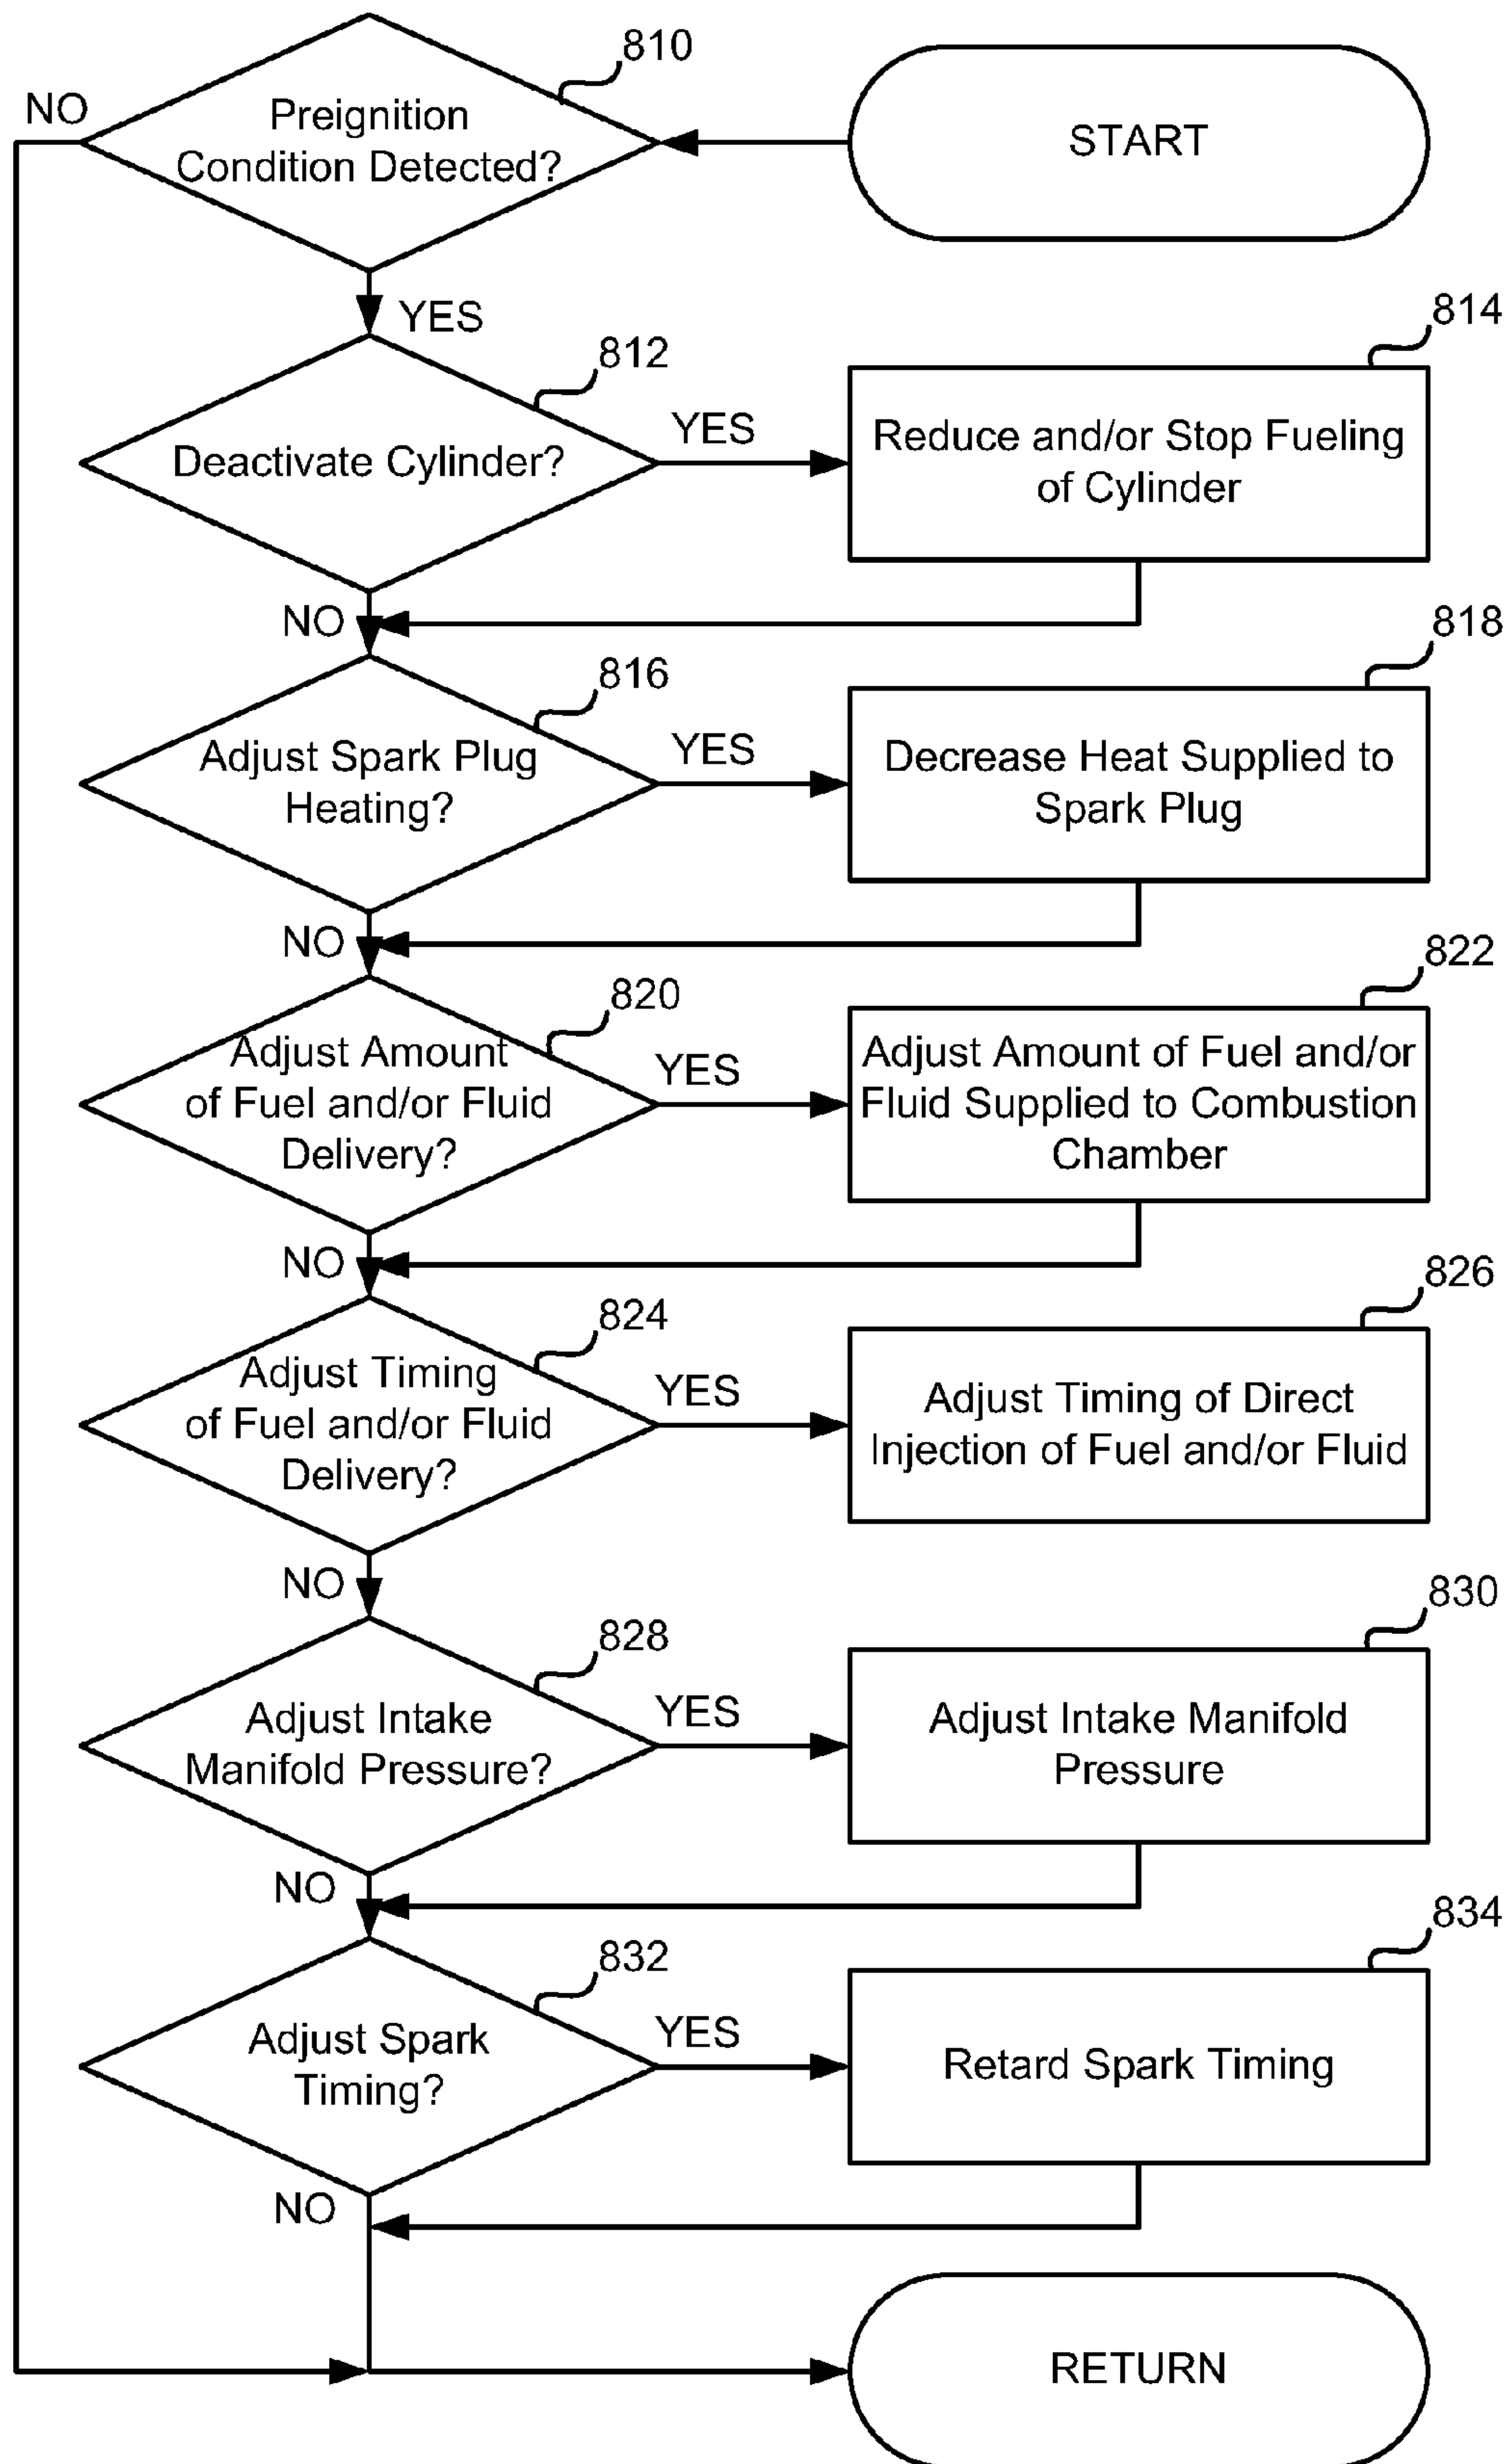 START
810
Preignition
Condition Detected?
NO
YES
812
Deactivate Cylinder?
YES
814
Reduce and/or Stop Fueling
of Cylinder
NO
816
Adjust Spark Plug
Heating?
YES
818
Decrease Heat Supplied to
Spark Plug
NO
820
Adjust Amount
of Fuel and/or Fluid
Delivery?
YES
822
Adjust Amount of Fuel and/or
Fluid Supplied to Combustion
Chamber
NO
824
Adjust Timing
of Fuel and/or Fluid
Delivery?
YES
826
Adjust Timing of Direct
Injection of Fuel and/or Fluid
NO
828
Adjust Intake
Manifold Pressure?
YES
830
Adjust Intake Manifold
Pressure
NO
832
Adjust Spark
Timing?
YES
834
Retard Spark Timing
NO
RETURN